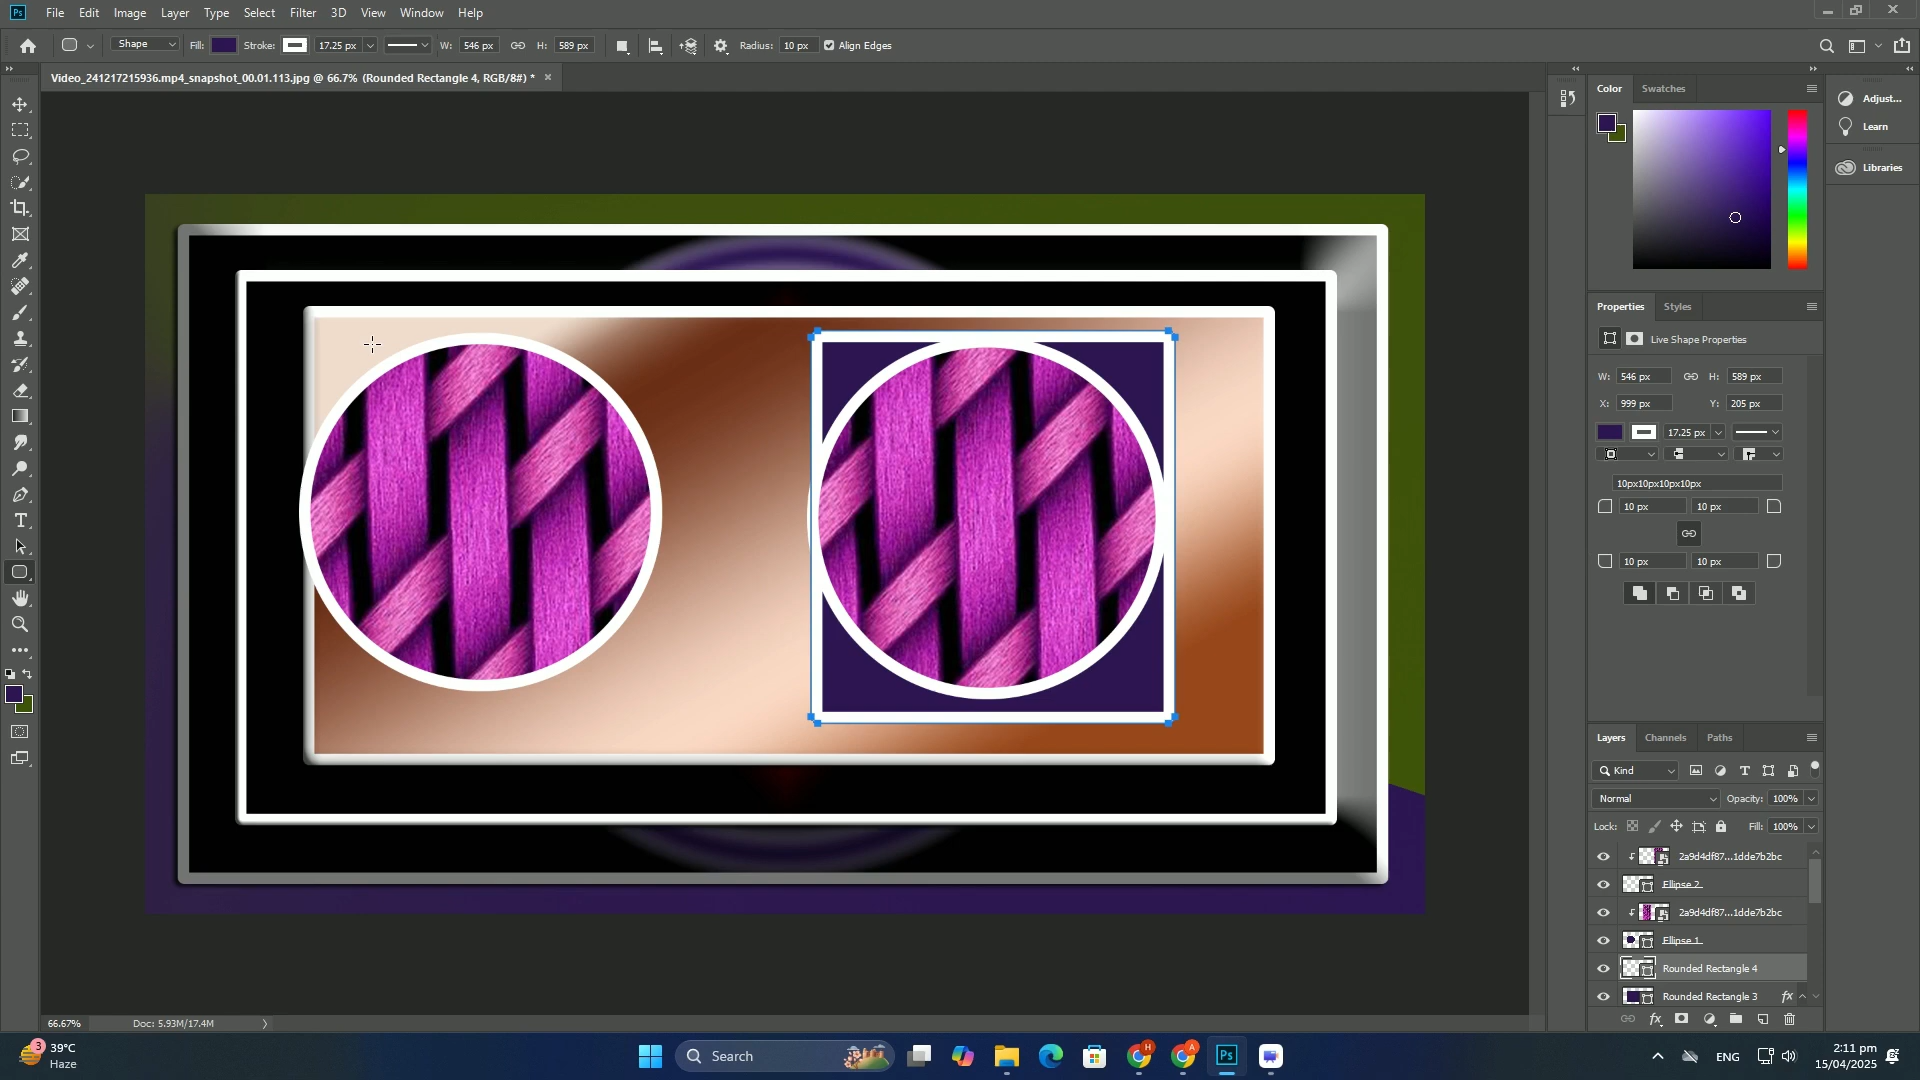 Ps File Edit Image Layer Type Select Filter 3D View Window Help
Shape Fill: Stroke: 17.25 px W: 546 px H: 589 px Radius: 10 px Align Edges
Video_241217215936.mp4_snapshot_00.01.113.jpg @ 66.7% (Rounded Rectangle 4, RGB/8#) * ×
Color Swatches
Adjust...
Learn
Libraries
Properties Styles
Live Shape Properties
W: 546 px H: 589 px
X: 999 px Y: 205 px
17.25 px
10px10px10px10px
10 px 10 px
10 px 10 px
Layers Channels Paths
Kind
Normal Opacity: 100%
Lock: Fill: 100%
2a9d4df87...1dde7b2bc
Ellipse 2
2a9d4df87...1dde7b2bc
Ellipse 1
Rounded Rectangle 4
Rounded Rectangle 3 fx
fx
66.67% Doc: 5.93M/17.4M
3 39°C
Haze
Search
H A Ps
ENG
2:11 pm
15/04/2025